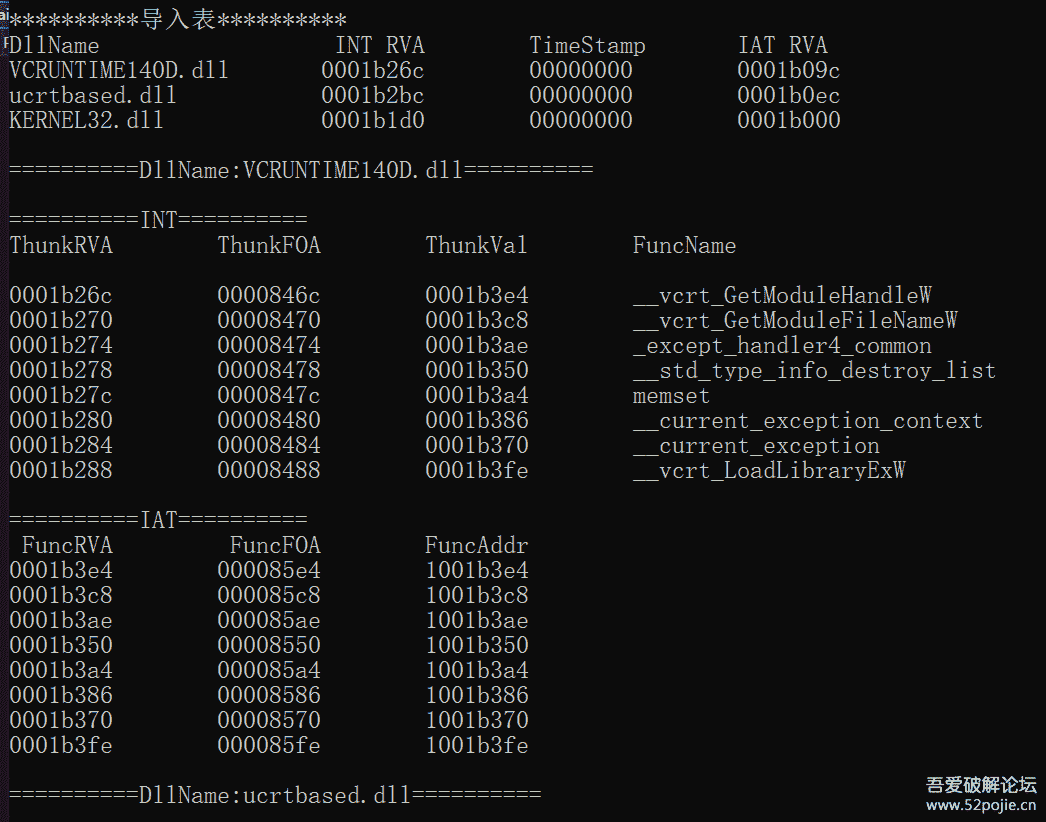 **********导入表**********
DllName INT RVA TimeStamp IAT RVA
VCRUNTIME140D.dll 0001b26c 00000000 0001b09c
ucrtbased.dll 0001b2bc 00000000 0001b0ec
KERNEL32.dll 0001b1d0 00000000 0001b000
==========DllName:VCRUNTIME140D.dll==========
==========INT==========
ThunkRVA ThunkFOA ThunkVal FuncName
0001b26c 0000846c 0001b3e4 __vcrt_GetModuleHandleW
0001b270 00008470 0001b3c8 __vcrt_GetModuleFileNameW
0001b274 00008474 0001b3ae _except_handler4_common
0001b278 00008478 0001b350 __std_type_info_destroy_list
0001b27c 0000847c 0001b3a4 memset
0001b280 00008480 0001b386 __current_exception_context
0001b284 00008484 0001b370 __current_exception
0001b288 00008488 0001b3fe __vcrt_LoadLibraryExW
==========IAT==========
FuncRVA FuncFOA FuncAddr
0001b3e4 000085e4 1001b3e4
0001b3c8 000085c8 1001b3c8
0001b3ae 000085ae 1001b3ae
0001b350 00008550 1001b350
0001b3a4 000085a4 1001b3a4
0001b386 00008586 1001b386
0001b370 00008570 1001b370
0001b3fe 000085fe 1001b3fe
==========DllName:ucrtbased.dll==========
吾爱破解论坛
www.52pojie.cn